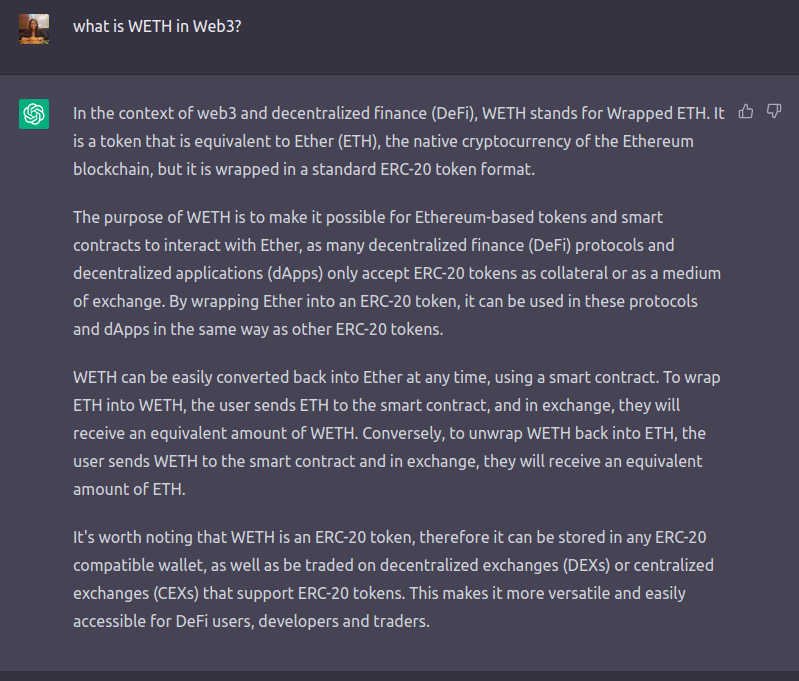 what is WETH in Web3?
In the context of web3 and decentralized finance (DeFi), WETH stands for Wrapped ETH. It
is a token that is equivalent to Ether (ETH), the native cryptocurrency of the Ethereum
blockchain, but it is wrapped in a standard ERC-20 token format.
The purpose of WETH is to make it possible for Ethereum-based tokens and smart
contracts to interact with Ether, as many decentralized finance (DeFi) protocols and
decentralized applications (dApps) only accept ERC-20 tokens as collateral or as a medium
of exchange. By wrapping Ether into an ERC-20 token, it can be used in these protocols
and dApps in the same way as other ERC-20 tokens.
WETH can be easily converted back into Ether at any time, using a smart contract. To wrap
ETH into WETH, the user sends ETH to the smart contract, and in exchange, they will
receive an equivalent amount of WETH. Conversely, to unwrap WETH back into ETH, the
user sends WETH to the smart contract and in exchange, they will receive an equivalent
amount of ETH.
It's worth noting that WETH is an ERC-20 token, therefore it can be stored in any ERC-20
compatible wallet, as well as be traded on decentralized exchanges (DEXs) or centralized
exchanges (CEXs) that support ERC-20 tokens. This makes it more versatile and easily
accessible for DeFi users, developers and traders.